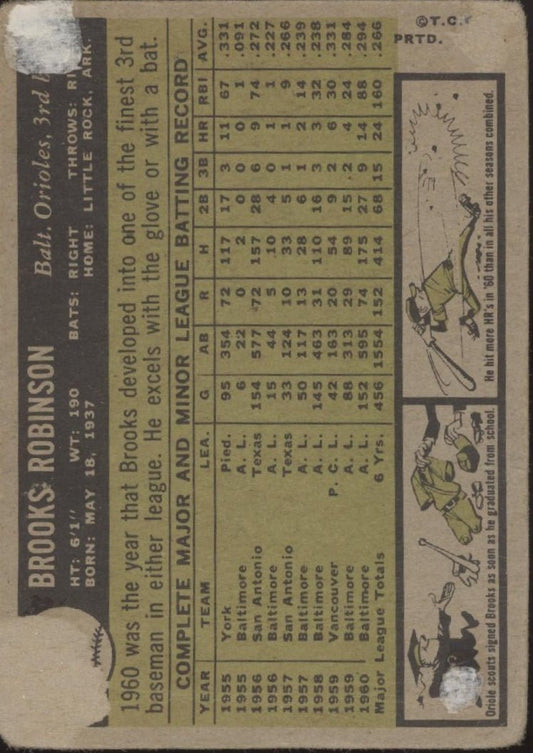 BROOKS ROBINSON Balt. Orioles, 3rd
HT: 6'1" WT: 190 BATS: RIGHT THROWS: RI
BORN: MAY 18, 1937 HOME: LITTLE ROCK, ARK.
1960 was the year that Brooks developed into one of the finest 3rd
baseman in either league. He excels with the glove or with a bat.
COMPLETE MAJOR AND MINOR LEAGUE BATTING RECORD
YEAR TEAM LEA. G AB R H 2B 3B HR RBI AVG.
1955 York Pied. 95 354 72 117 17 3 11 67 .331
1955 Baltimore A. L. 6 22 0 2 0 0 0 1 .091
1956 San Antonio Texas 154 577 72 157 28 6 9 74 .272
1956 Baltimore A. L. 15 44 5 10 4 0 1 1 .227
1957 San Antonio Texas 33 124 10 33 5 1 1 9 .266
1957 Baltimore A. L. 50 117 13 28 6 1 2 14 .239
1958 Baltimore A. L. 145 463 31 110 16 3 3 32 .238
1959 Vancouver P. C. L. 42 163 20 54 9 2 6 30 .331
1959 Baltimore A. L. 88 313 29 89 15 2 4 24 .284
1960 Baltimore A. L. 152 595 74 175 27 9 14 88 .294
Major League Totals 6 Yrs. 456 1554 152 414 68 15 24 160 .266
Oriole scouts signed Brooks as soon as he graduated from school.
He hit more HR's in '60 than in all his other seasons combined.
©T.C.
PRTD.